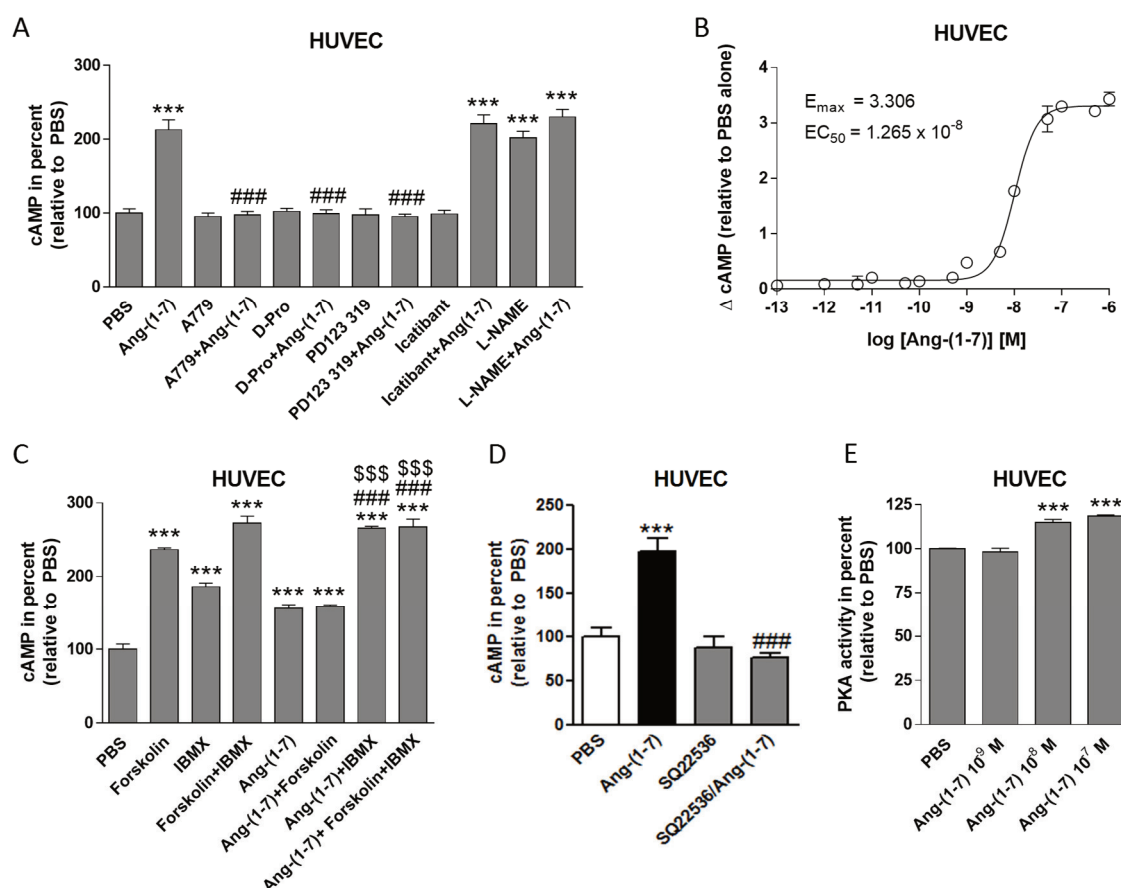 A
HUVEC
cAMP in percent
(relative to PBS)
300
200
100
0
***
***
***
***
###
###
###
PBS
Ang-(1-7)
A779
A779+Ang-(1-7)
D-Pro
D-Pro+Ang-(1-7)
PD123 319
PD123 319+Ang-(1-7)
Icatibant
Icatibant+Ang(1-7)
L-NAME
L-NAME+Ang-(1-7)
B
HUVEC
Δ cAMP (relative to PBS alone)
4
3
2
1
0
Emax = 3.306
EC50 = 1.265 x 10-8
-13 -12 -11 -10 -9 -8 -7 -6
log [Ang-(1-7)] [M]
C
HUVEC
cAMP in percent
(relative to PBS)
300
200
100
0
$$$ $$$
### ###
*** *** *** *** *** *** ***
PBS
Forskolin
IBMX
Forskolin+IBMX
Ang-(1-7)
Ang-(1-7)+Forskolin
Ang-(1-7)+IBMX
Ang-(1-7)+ Forskolin+IBMX
D
HUVEC
cAMP in percent
(relative to PBS)
250
200
150
100
50
0
***
###
PBS
Ang-(1-7)
SQ22536
SQ22536/Ang-(1-7)
E
HUVEC
PKA activity in percent
(relative to PBS)
125
100
75
50
25
0
***
***
PBS
Ang-(1-7) 10-9 M
Ang-(1-7) 10-8 M
Ang-(1-7) 10-7 M